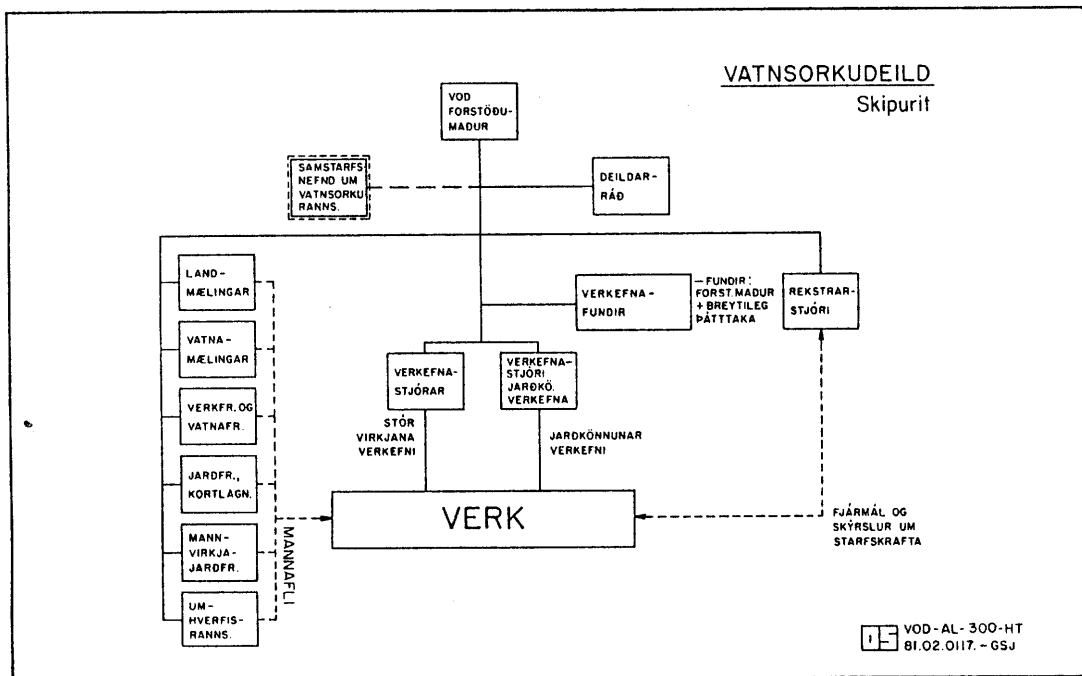 VATNSORKUDEILD
Skipurit
VOD
FORSTÖÐU-
MAÐUR
SAMSTARFS
NEFND UM
VATNSORKU
RANNS.
DEILDAR-
RÁÐ
LAND-
MÆLINGAR
VATNA-
MÆLINGAR
VERKFR. OG
VATNAFR.
JARÐFR.,
KORTLAGN.
MANN-
VIRKJA-
JARÐFR.
UM-
HVERFIS-
RANNS.
MANNAFLI
VERKEFNA-
FUNDIR
– FUNDIR:
FORST. MAÐUR
+ BREYTILEG
ÞÁTTTAKA
REKSTRAR-
STJÓRI
VERKEFNA-
STJÓRAR
VERKEFNA-
STJÓRI
JARÐKÖ.
VERKEFNA
STÓR
VIRKJANA
VERKEFNI
JARÐKÖNNUNAR
VERKEFNI
VERK
FJÁRMÁL OG
SKÝRSLUR UM
STARFSKRAFTA
VOD-AL-300-HT
81.02.0117.-GSJ